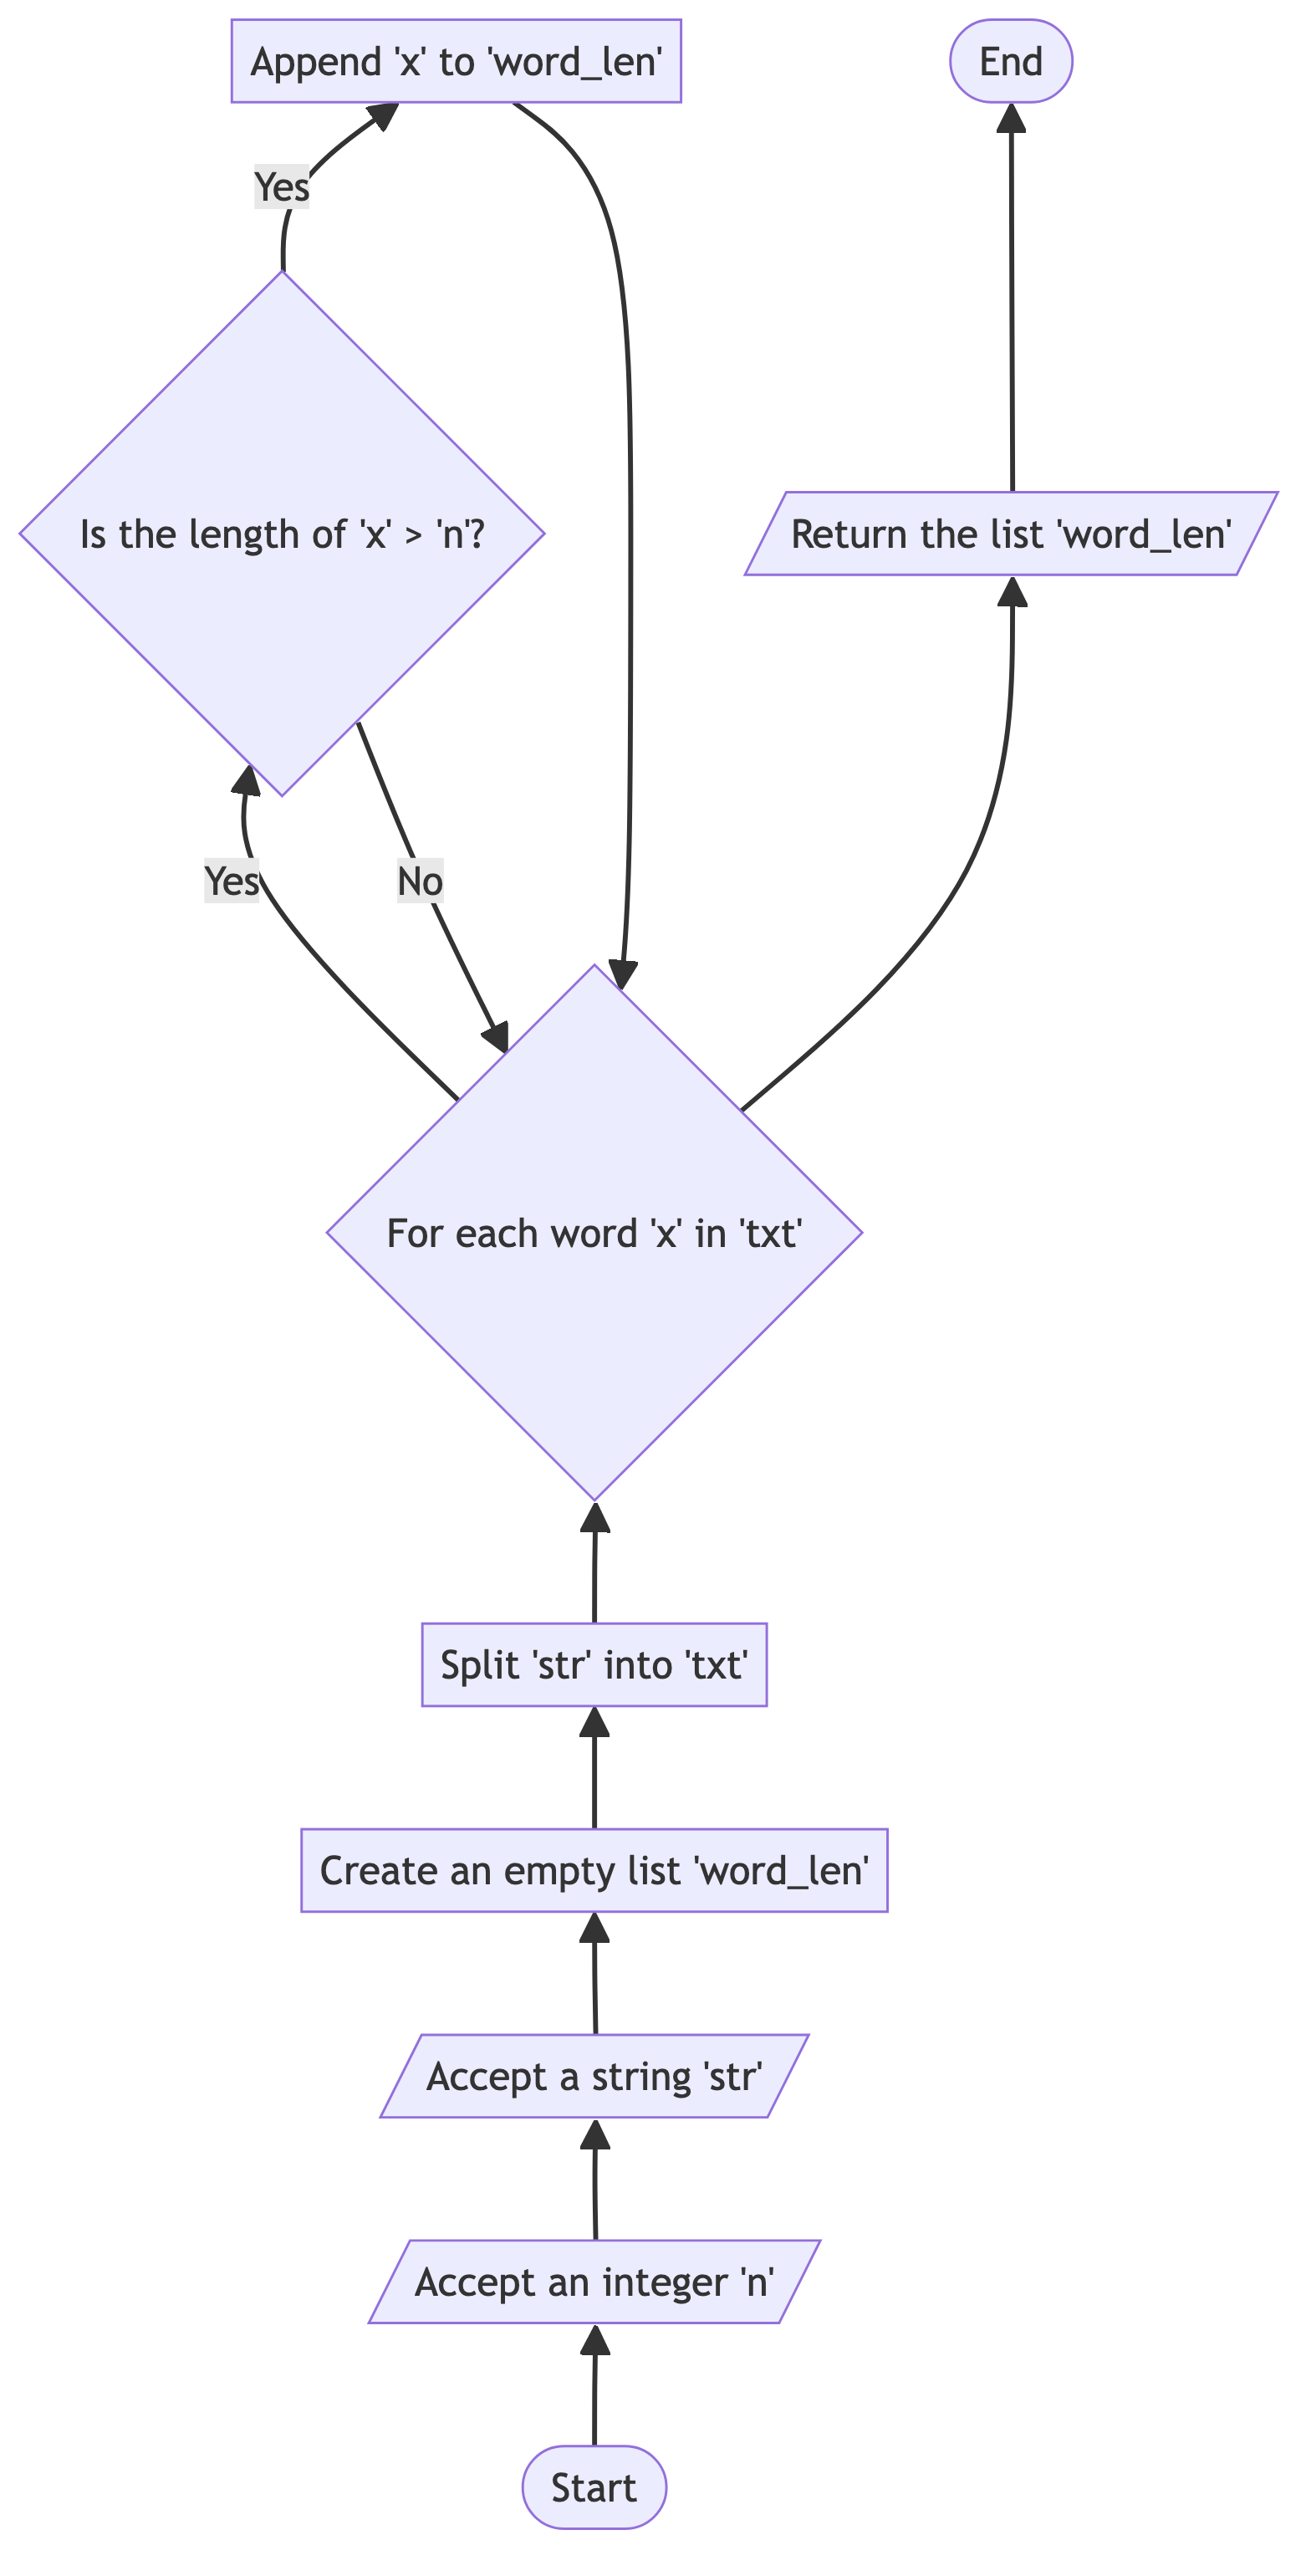 Append 'x' to 'word_len'
End
Yes
Is the length of 'x' > 'n'?
Return the list 'word_len'
Yes
No
For each word 'x' in 'txt'
Split 'str' into 'txt'
Create an empty list 'word_len'
Accept a string 'str'
Accept an integer 'n'
Start